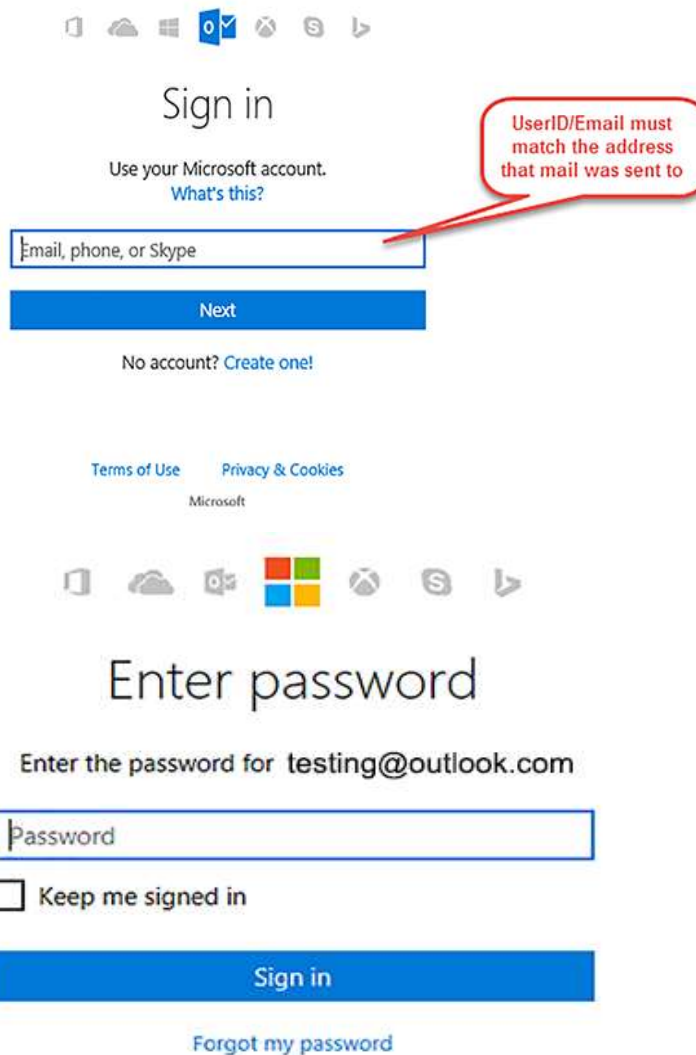 Sign in
UserID/Email must
match the address
that mail was sent to
Use your Microsoft account.
What's this?
Email, phone, or Skype
Next
No account? Create one!
Terms of Use Privacy & Cookies
Microsoft
Enter password
Enter the password for testing@outlook.com
Password
Keep me signed in
Sign in
Forgot my password